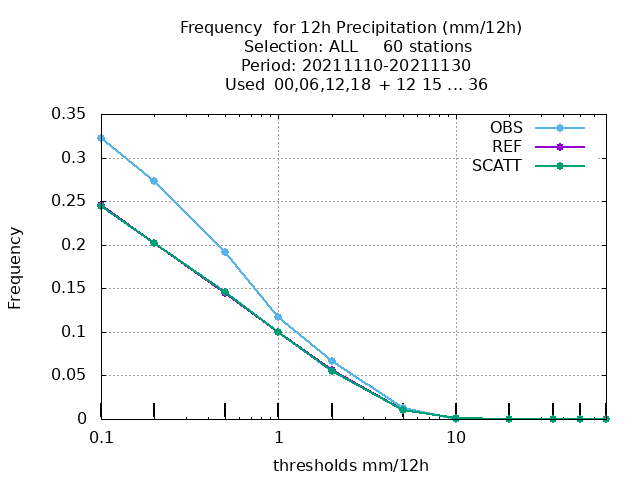 Frequency  for 12h Precipitation (mm/12h)
Selection: ALL     60 stations
Period: 20211110-20211130
Used  00,06,12,18  + 12 15 ... 36
0.35
0.3
0.25
0.2
0.15
0.1
0.05
0
Frequency
OBS
REF
SCATT
0.1
1
10
thresholds mm/12h